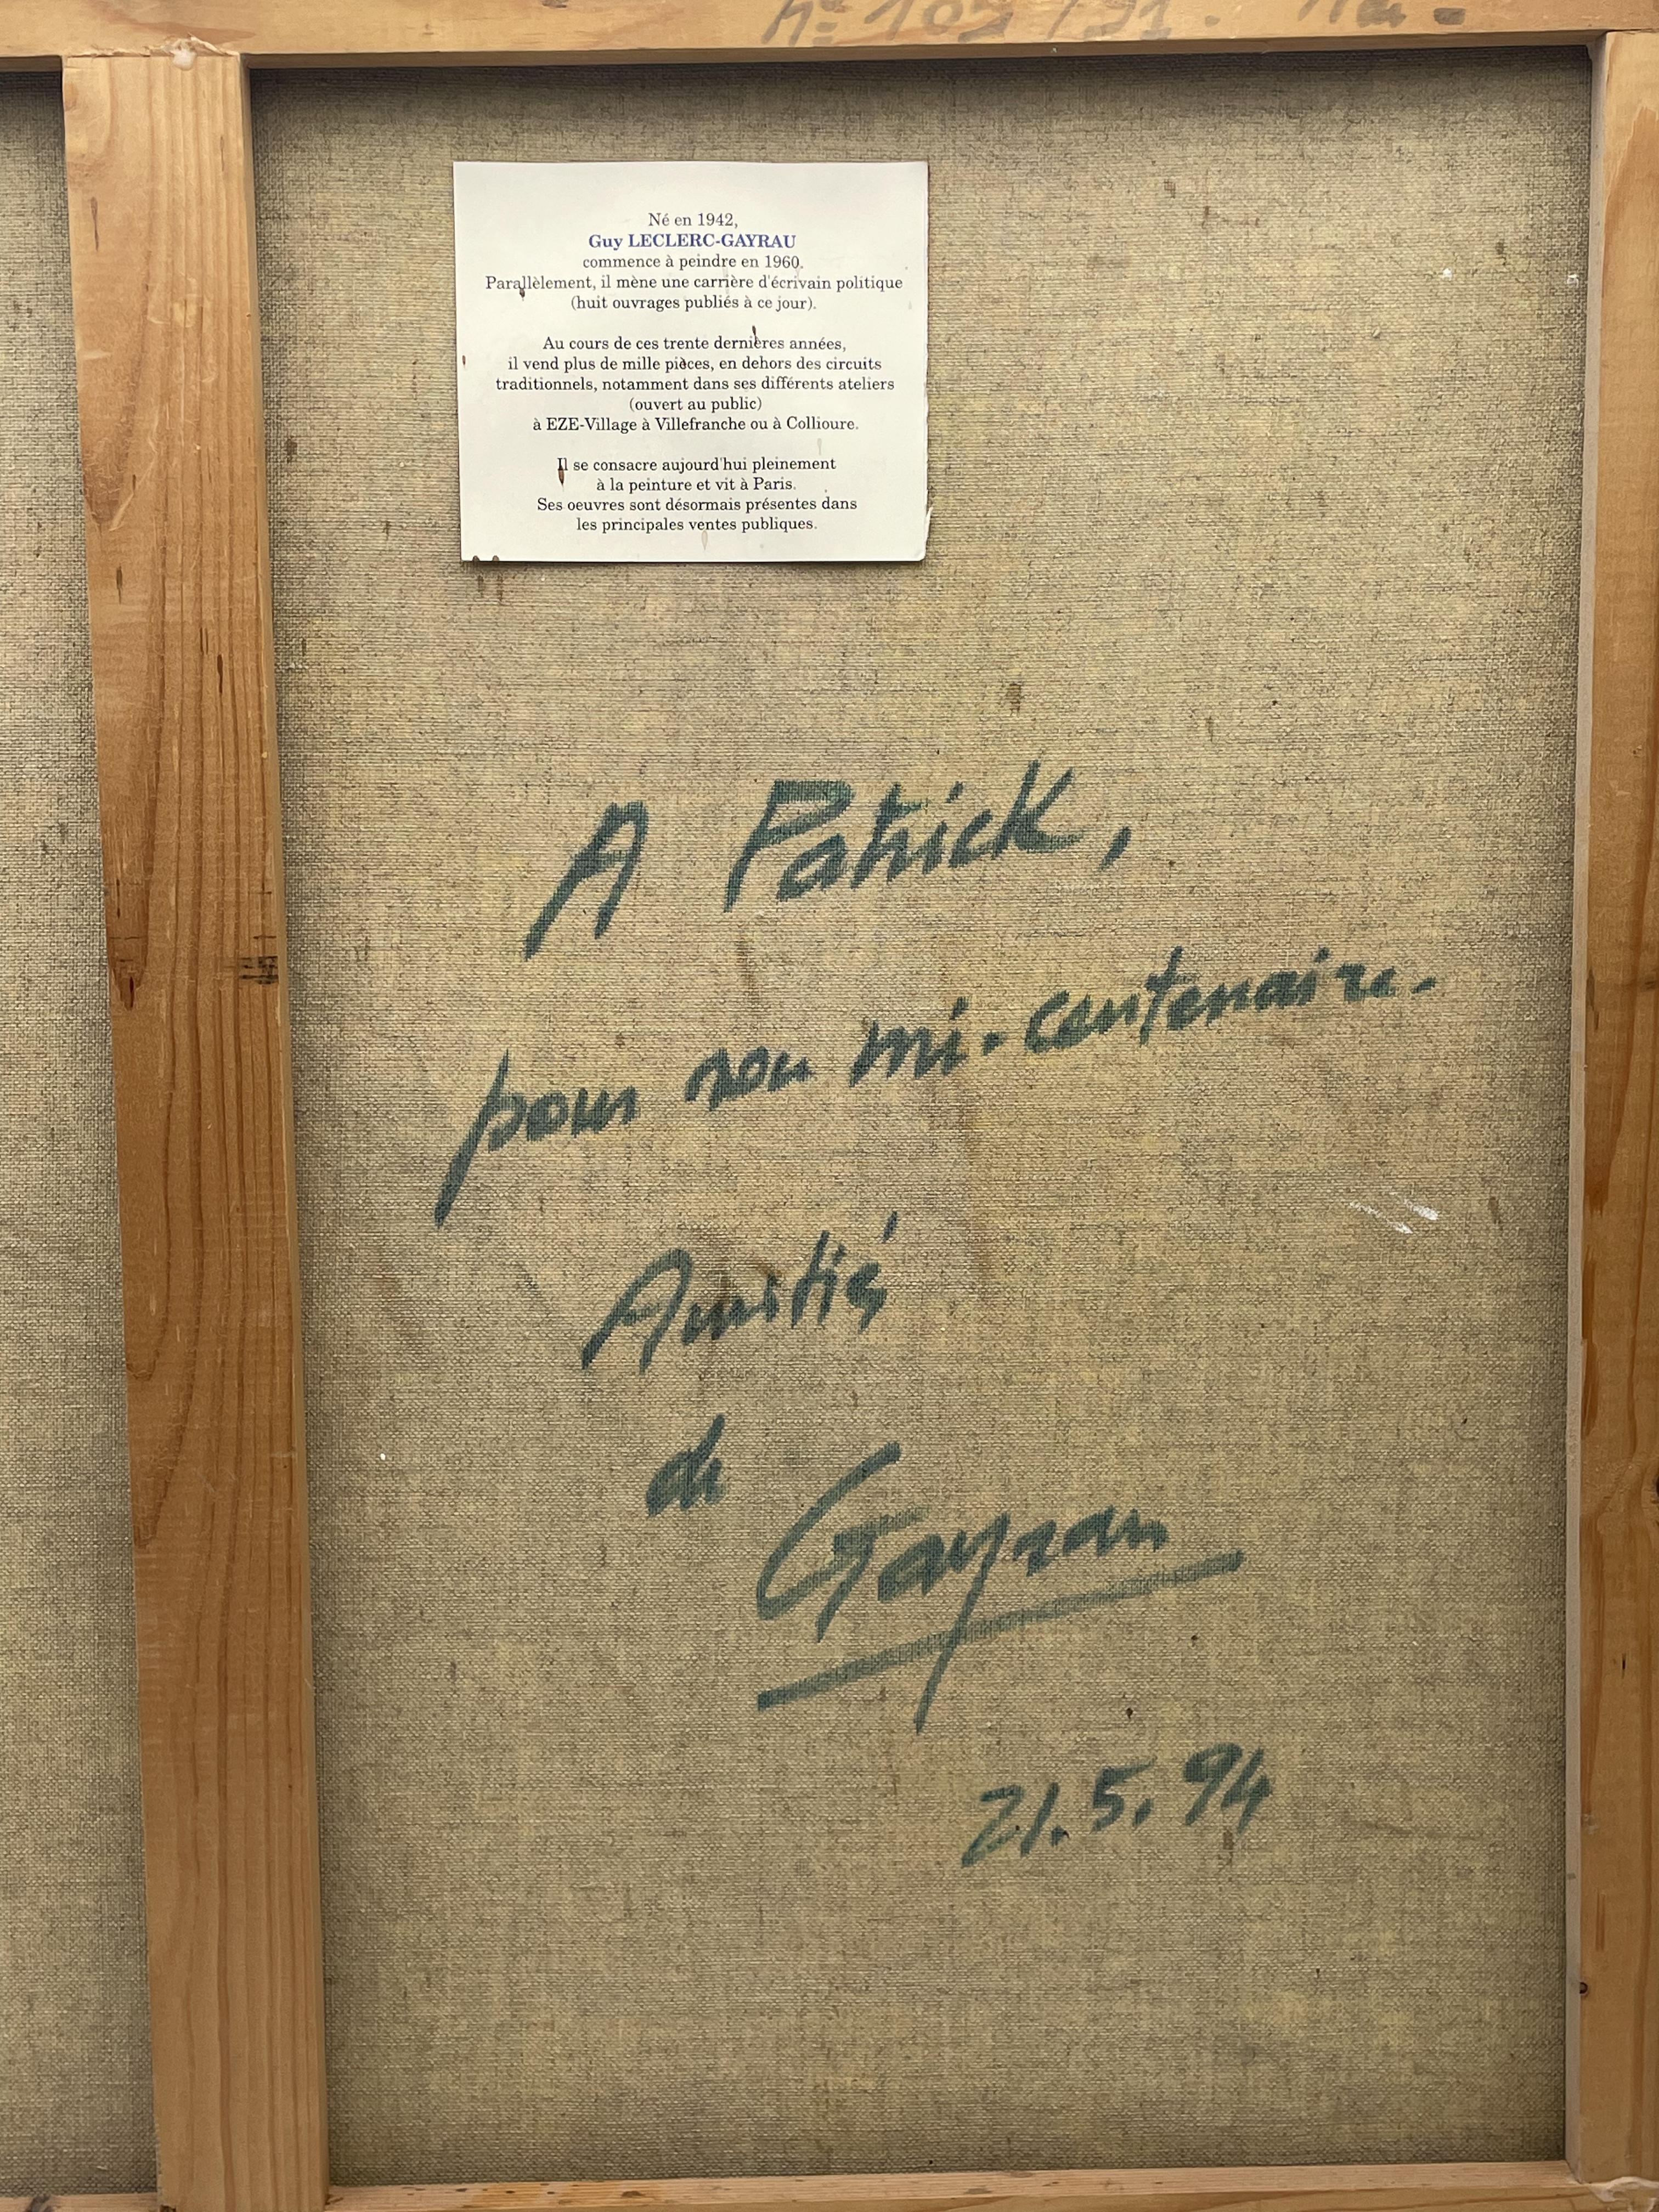 n° 109/91.
Né en 1942,
Guy LECLERC-GAYRAU
commence à peindre en 1960.
Parallèlement, il mène une carrière d'écrivain politique
(huit ouvrages publiés à ce jour).
Au cours de ces trente dernières années,
il vend plus de mille pièces, en dehors des circuits
traditionnels, notamment dans ses différents ateliers
(ouvert au public)
à EZE-Village à Villefranche ou à Collioure.
Il se consacre aujourd'hui pleinement
à la peinture et vit à Paris.
Ses oeuvres sont désormais présentes dans
les principales ventes publiques.
A Patrick,
pour son mi-centenaire.
Amitié
de
Gayrau
21.5.94